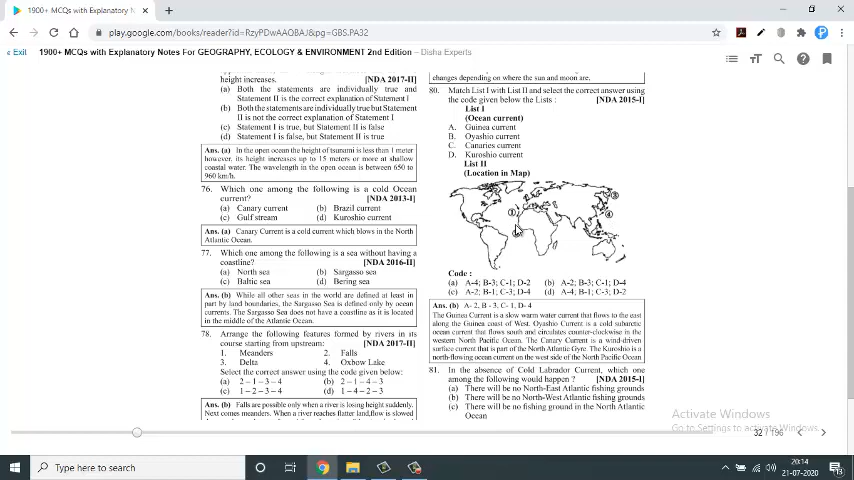 1900+ MCQs with Explanatory N
play.google.com/books/reader?id=RzyPDwAAQBAJ&pg=GBS.PA32
Exit
1900+ MCQs with Explanatory Notes For GEOGRAPHY, ECOLOGY & ENVIRONMENT 2nd Edition - Disha Experts
height increases.
[NDA 2017-II]
(a) Both the statements are individually true and
Statement II is the correct explanation of Statement I
(b) Both the statements are individually true but Statement
II is not the correct explanation of Statement I
(c) Statement I is true, but Statement II is false
(d) Statement I is false, but Statement II is true
Ans. (a) In the open ocean the height of tsunami is less than 1 meter
however, its height increases up to 15 meters or more at shallow
coastal water. The wavelength in the open ocean is between 650 to
960 km/h.
76. Which one among the following is a cold Ocean
current? [NDA 2013-I]
(a) Canary current (b) Brazil current
(c) Gulf stream (d) Kuroshio current
Ans. (a) Canary Current is a cold current which blows in the North
Atlantic Ocean.
77. Which one among the following is a sea without having a
coastline? [NDA 2016-II]
(a) North sea (b) Sargasso sea
(c) Baltic sea (d) Bering sea
Ans. (b) While all other seas in the world are defined at least in
part by land boundaries, the Sargasso Sea is defined only by ocean
currents. The Sargasso Sea does not have a coastline as it is located
in the middle of the Atlantic Ocean.
78. Arrange the following features formed by rivers in its
course starting from upstream: [NDA 2017-II]
1. Meanders 2. Falls
3. Delta 4. Oxbow Lake
Select the correct answer using the code given below:
(a) 2 – 1 – 3 – 4 (b) 2 – 1 – 4 – 3
(c) 1 – 2 – 3 – 4 (d) 1 – 4 – 2 – 3
Ans. (b) Falls are possible only when a river is losing height suddenly.
Next comes meanders. When a river reaches flatter land,flow is slowed
changes depending on where the sun and moon are.
80. Match List I with List II and select the correct answer using
the code given below the Lists : [NDA 2015-I]
List I
(Ocean current)
A. Guinea current
B. Oyashio current
C. Canaries current
D. Kuroshio current
List II
(Location in Map)
3
1
4
Code :
(a) A-4; B-3; C-1; D-2 (b) A-2; B-3; C-1; D-4
(c) A-2; B-1; C-3; D-4 (d) A-4; B-1; C-3; D-2
Ans. (b) A- 2, B - 3, C- 1, D- 4
The Guinea Current is a slow warm water current that flows to the east
along the Guinea coast of West. Oyashio Current is a cold subarctic
ocean current that flows south and circulates counter-clockwise in the
western North Pacific Ocean. The Canary Current is a wind-driven
surface current that is part of the North Atlantic Gyre. The Kuroshio is a
north-flowing ocean current on the west side of the North Pacific Ocean
81. In the absence of Cold Labrador Current, which one
among the following would happen ? [NDA 2015-I]
(a) There will be no North-East Atlantic fishing grounds
(b) There will be no North-West Atlantic fishing grounds
(c) There will be no fishing ground in the North Atlantic
Ocean
Activate Windows
Go to Settings to activate Windows.
32 / 196
Type here to search
20:14
21-07-2020